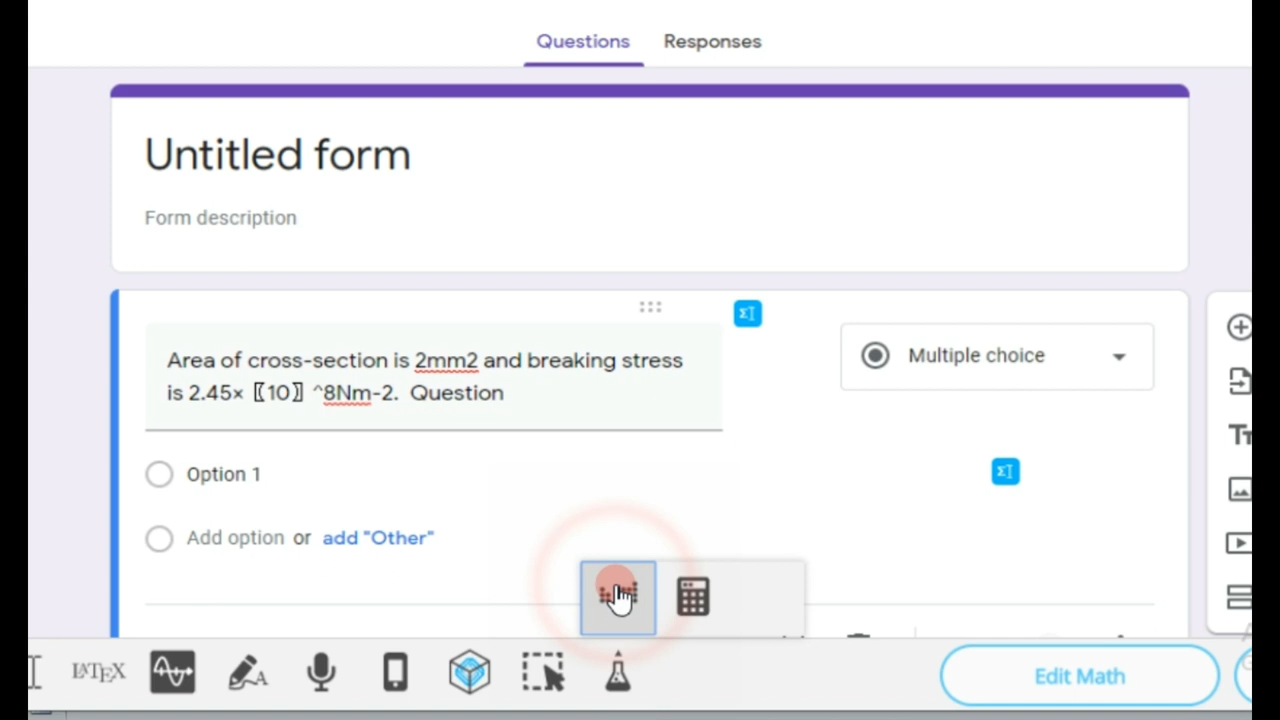 Questions Responses
Untitled form
Form description
Area of cross-section is 2mm2 and breaking stress
is 2.45× 〖10〗 ^8Nm-2. Question
Multiple choice
Option 1
Add option or add "Other"
LATEX
Edit Math